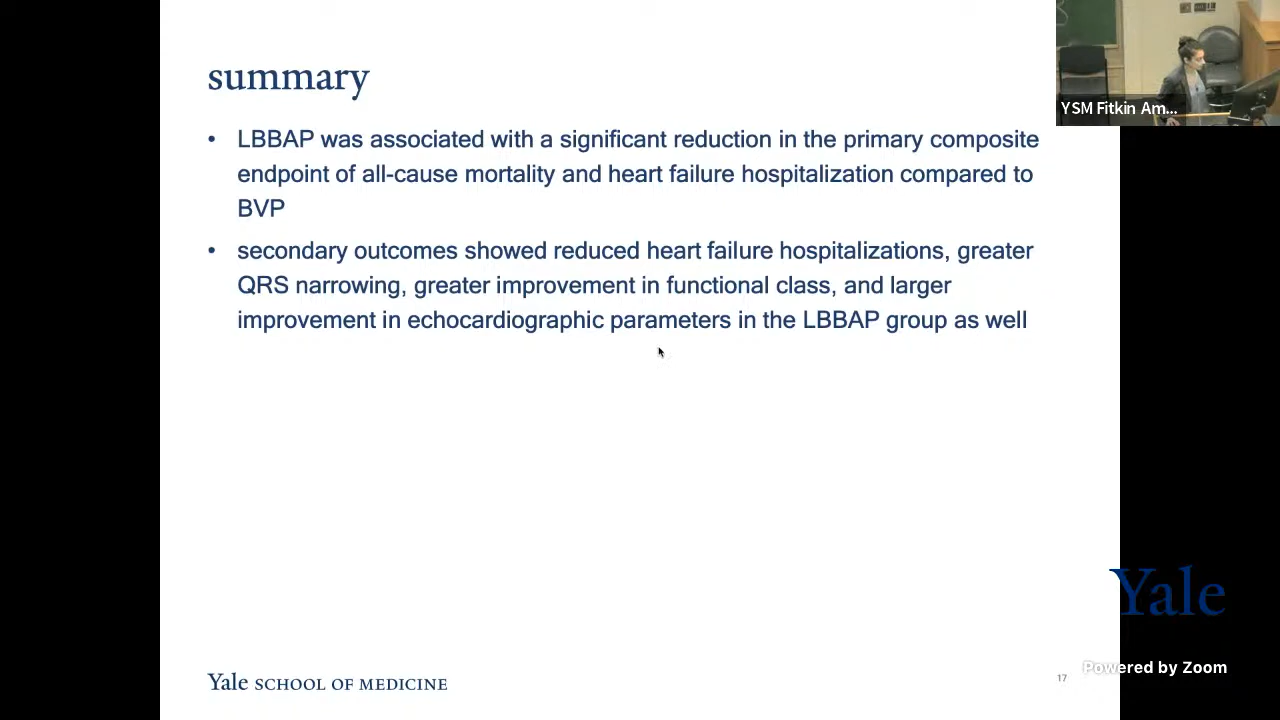 summary
• LBBAP was associated with a significant reduction in the primary composite
endpoint of all-cause mortality and heart failure hospitalization compared to
BVP
• secondary outcomes showed reduced heart failure hospitalizations, greater
QRS narrowing, greater improvement in functional class, and larger
improvement in echocardiographic parameters in the LBBAP group as well
YSM Fitkin Am...
Yale
Powered by Zoom
Yale SCHOOL OF MEDICINE
17